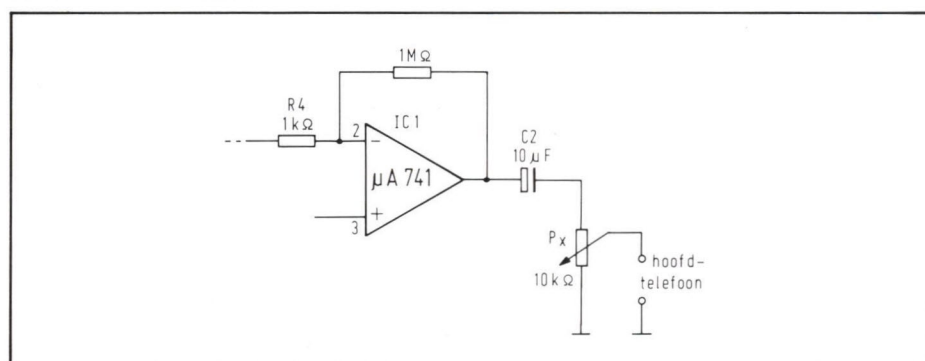 1MΩ
R4
1kΩ
IC1
2
−
µA 741
+
3
C2
10µF
Px
10kΩ
hoofd-
telefoon